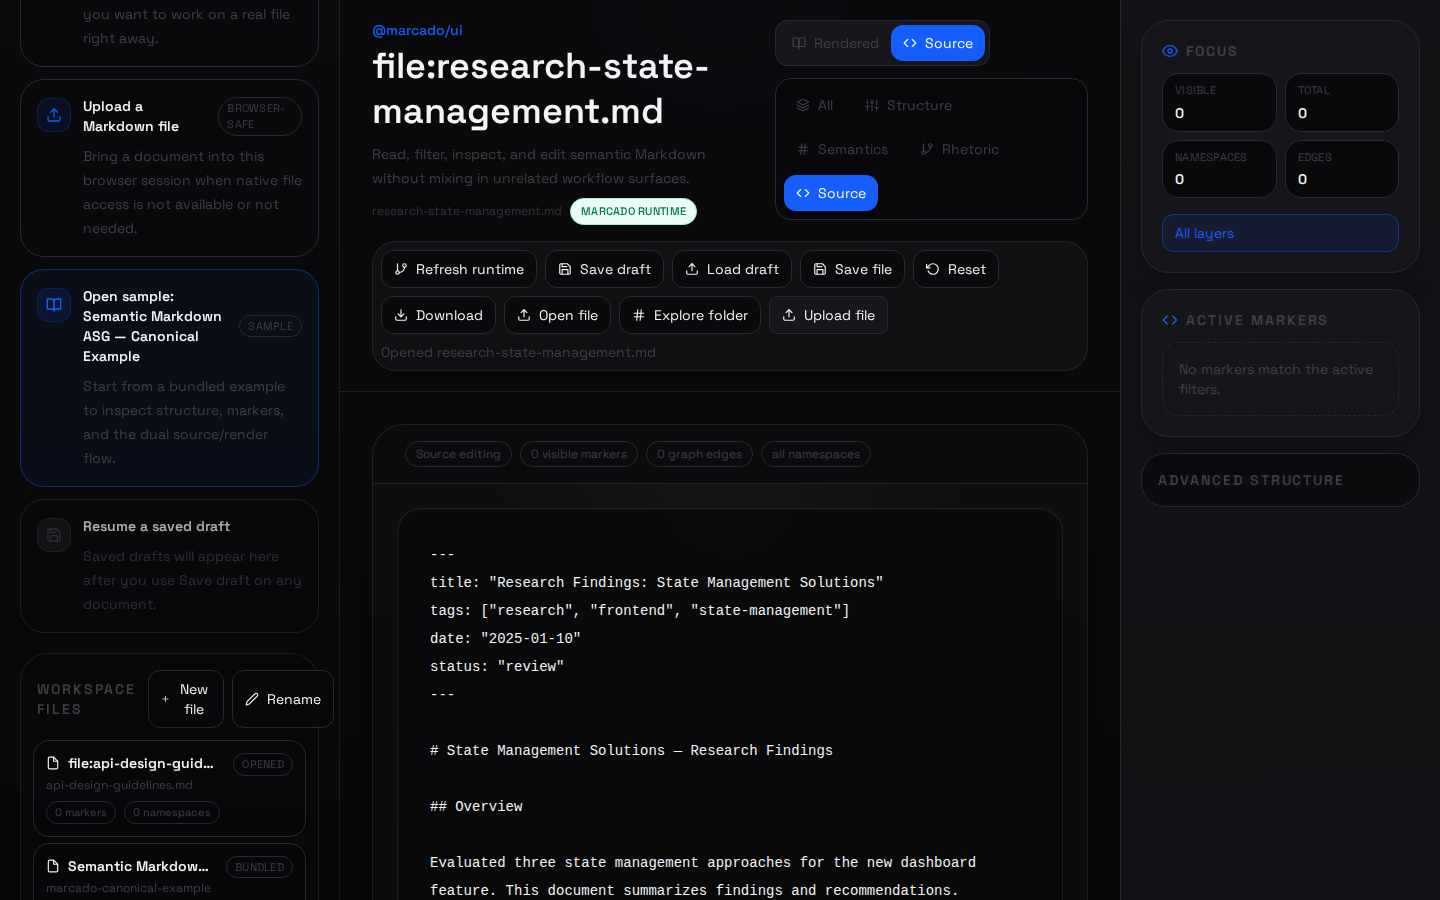 you want to work on a real file
right away.
Upload a
Markdown file
BROWSER-
SAFE
Bring a document into this
browser session when native file
access is not available or not
needed.
Open sample:
Semantic Markdown
ASG — Canonical
Example
SAMPLE
Start from a bundled example
to inspect structure, markers,
and the dual source/render
flow.
Resume a saved draft
Saved drafts will appear here
after you use Save draft on any
document.
WORKSPACE
FILES
+ New
file
Rename
file:api-design-guid...
OPENED
api-design-guidelines.md
0 markers
0 namespaces
Semantic Markdow...
BUNDLED
marcado-canonical-example
@marcado/ui
file:research-state-
management.md
Read, filter, inspect, and edit semantic Markdown
without mixing in unrelated workflow surfaces.
research-state-management.md
MARCADO RUNTIME
Rendered
Source
All
Structure
Semantics
Rhetoric
Source
Refresh runtime
Save draft
Load draft
Save file
Reset
Download
Open file
Explore folder
Upload file
Opened research-state-management.md
Source editing
0 visible markers
0 graph edges
all namespaces
---
title: "Research Findings: State Management Solutions"
tags: ["research", "frontend", "state-management"]
date: "2025-01-10"
status: "review"
---
# State Management Solutions — Research Findings
## Overview
Evaluated three state management approaches for the new dashboard
feature. This document summarizes findings and recommendations.
FOCUS
VISIBLE
0
TOTAL
0
NAMESPACES
0
EDGES
0
All layers
ACTIVE MARKERS
No markers match the active
filters.
ADVANCED STRUCTURE